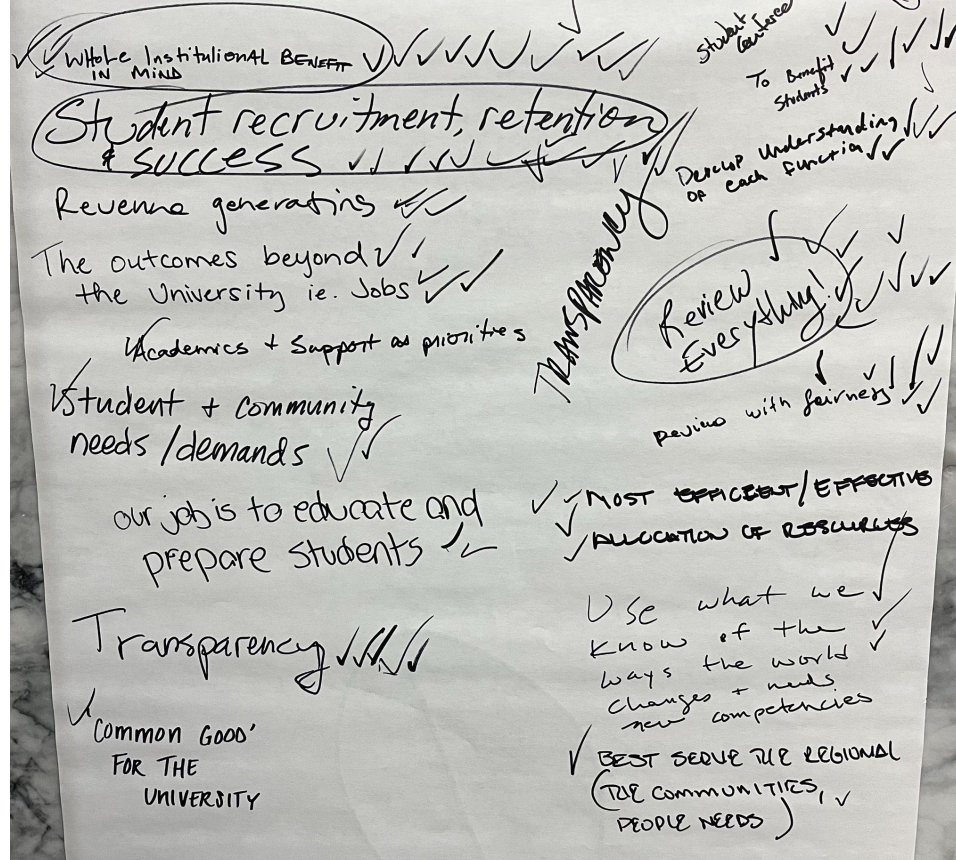 WHOLE Institutional BENEFIT
IN MIND
Student recruitment, retention
& success
Revenue generating
The outcomes beyond
the University ie. Jobs
Academics + Support as priorities
Student + community
needs/demands
our job is to educate and
prepare students
Transparency
'Common GOOD'
FOR THE
UNIVERSITY
Student
To Benefit
Students
Develop Understanding
of each function
TRANSPARENCY
Review
Everything!
Review with fairness
MOST EFFICIENT/EFFECTIVE
ALLOCATION OF RESOURCES
Use what we
know of the
ways the world
changes + needs
new competencies
BEST SERVE THE REGIONAL
(THE COMMUNITIES,
PEOPLE NEEDS)